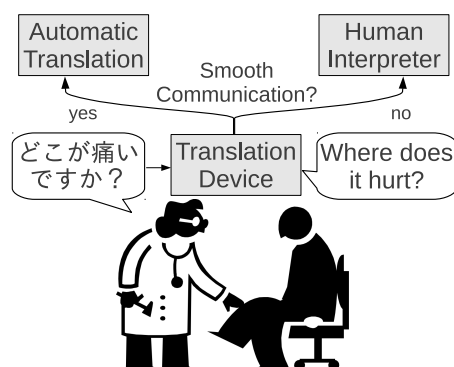 Automatic
Translation
Human
Interpreter
Smooth
Communication?
yes
no
どこが痛い
ですか？
Translation
Device
Where does
it hurt?